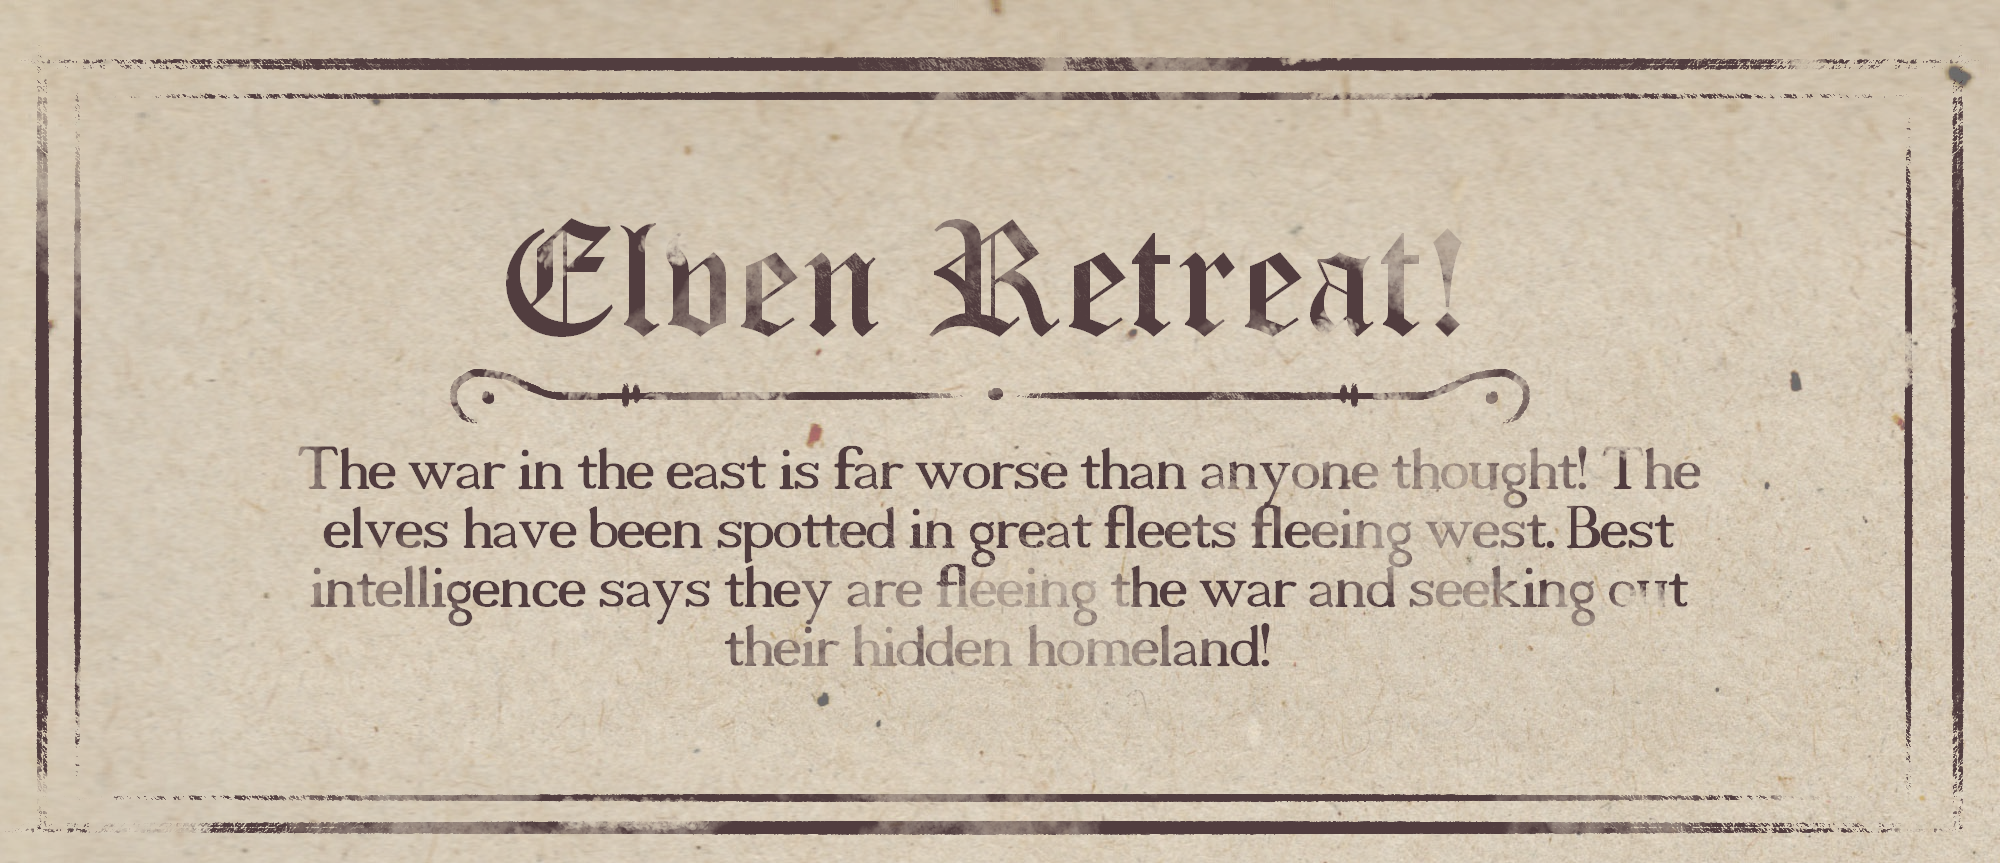 Elven Retreat!
The war in the east is far worse than anyone thought! The
elves have been spotted in great fleets fleeing west. Best
intelligence says they are fleeing the war and seeking out
their hidden homeland!